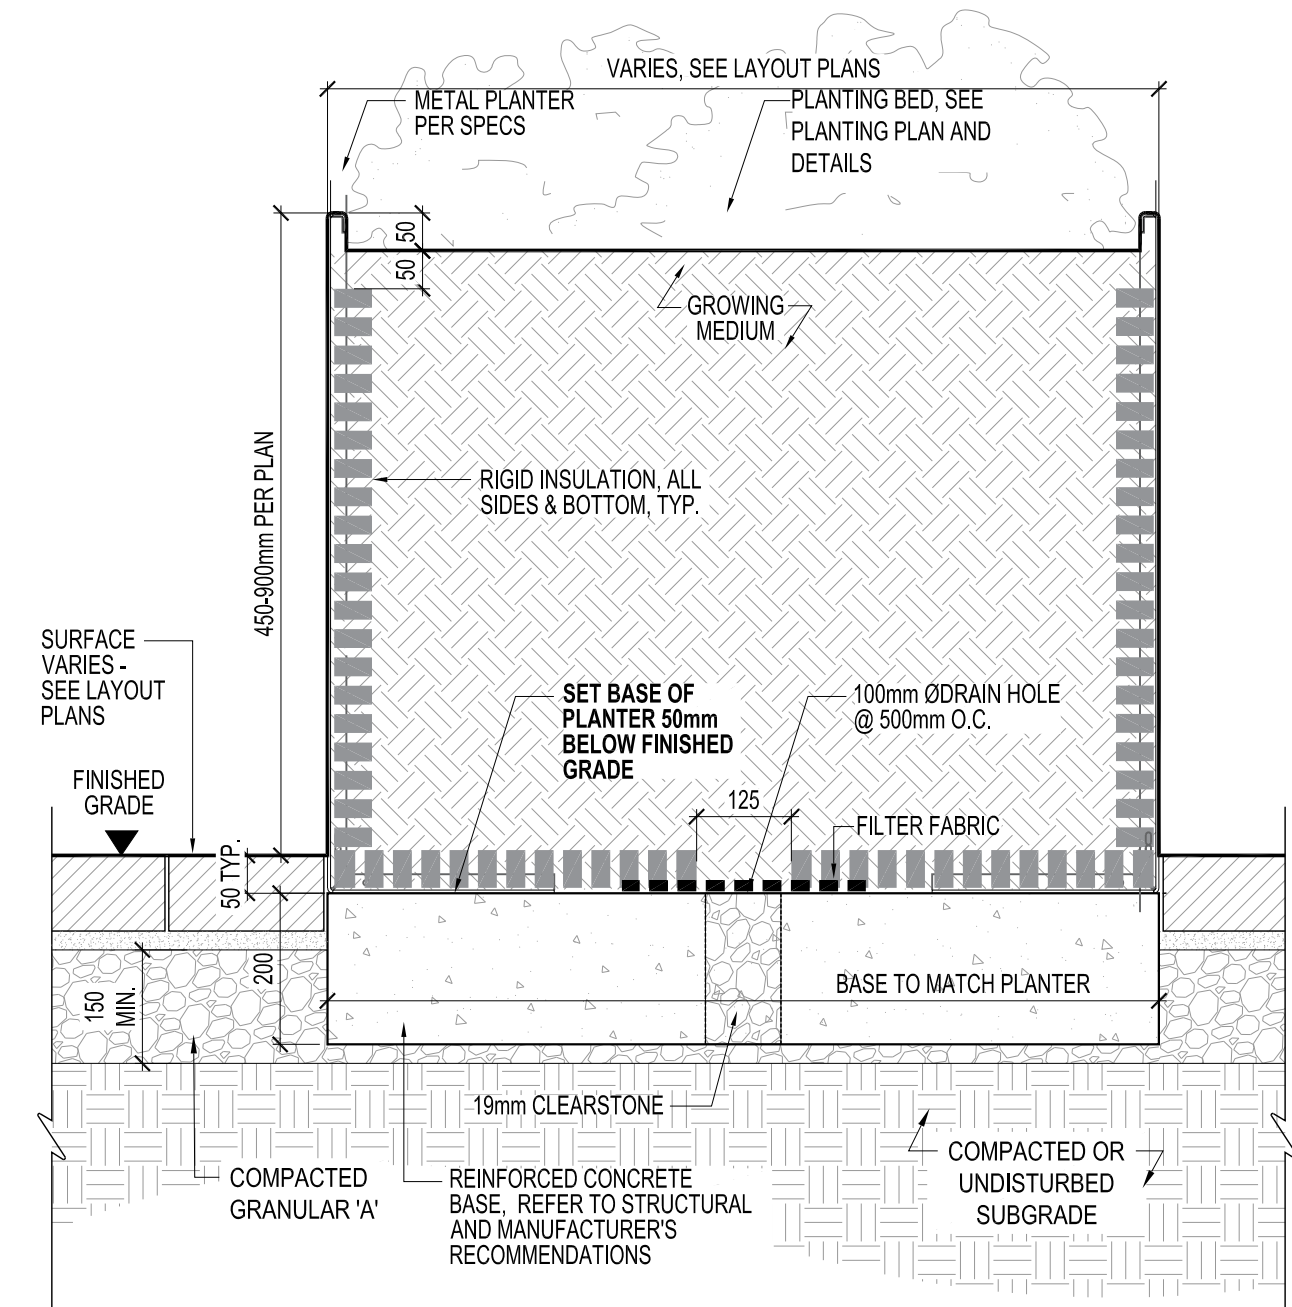 VARIES, SEE LAYOUT PLANS
METAL PLANTER
PER SPECS
PLANTING BED, SEE
PLANTING PLAN AND
DETAILS
50
50
GROWING
MEDIUM
450-900mm PER PLAN
RIGID INSULATION, ALL
SIDES & BOTTOM, TYP.
SURFACE
VARIES -
SEE LAYOUT
PLANS
SET BASE OF
PLANTER 50mm
BELOW FINISHED
GRADE
100mm ØDRAIN HOLE
@ 500mm O.C.
FINISHED
GRADE
125
FILTER FABRIC
50 TYP.
200
150
MIN.
BASE TO MATCH PLANTER
19mm CLEARSTONE
COMPACTED
GRANULAR 'A'
REINFORCED CONCRETE
BASE, REFER TO STRUCTURAL
AND MANUFACTURER'S
RECOMMENDATIONS
COMPACTED OR
UNDISTURBED
SUBGRADE